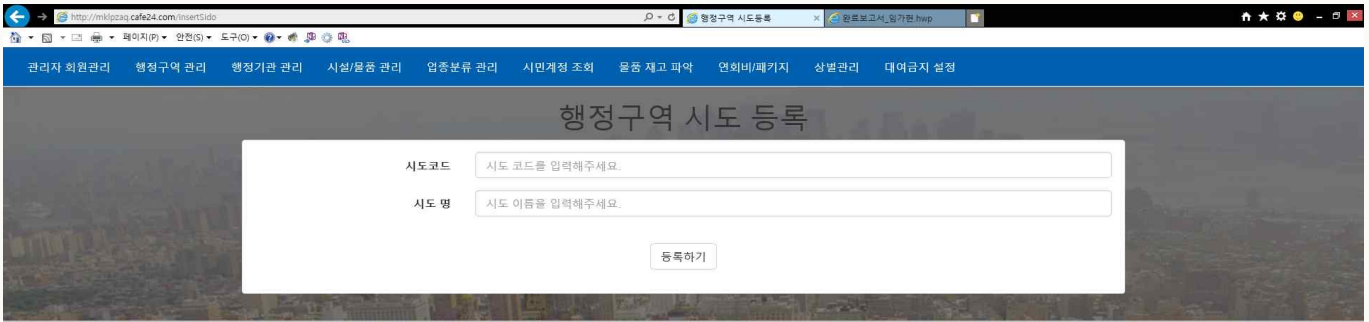 http://mklpzaq.cafe24.com/InsertSido
행정구역 시도등록
완료보고서_임가현.hwp
페이지(P) 안전(S) 도구(O)
관리자 회원관리 행정구역 관리 행정기관 관리 시설/물품 관리 업종분류 관리 시민계정 조회 물품 재고 파악 연회비/패키지 상벌관리 대여금지 설정
행정구역 시도 등록
시도코드 시도 코드를 입력해주세요.
시도 명 시도 이름을 입력해주세요.
등록하기